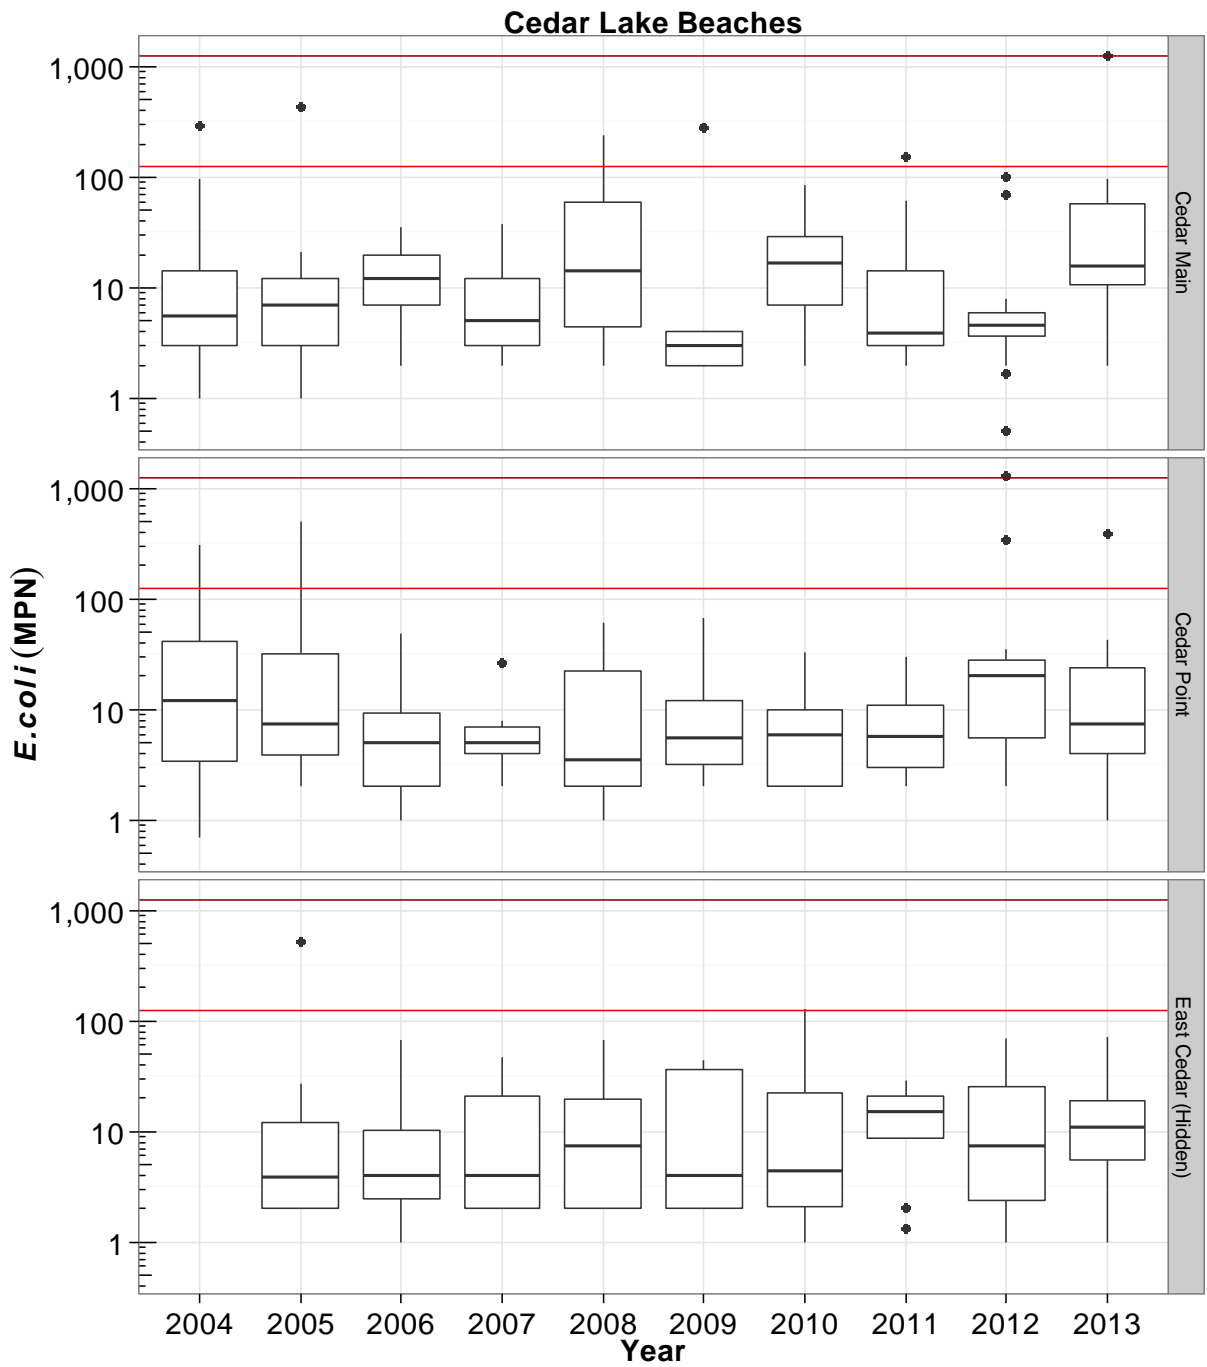 Cedar Lake Beaches
1,000
100
10
1
Cedar Main
1,000
100
10
1
Cedar Point
E.coli (MPN)
1,000
100
10
1
East Cedar (Hidden)
2004 2005 2006 2007 2008 2009 2010 2011 2012 2013
Year